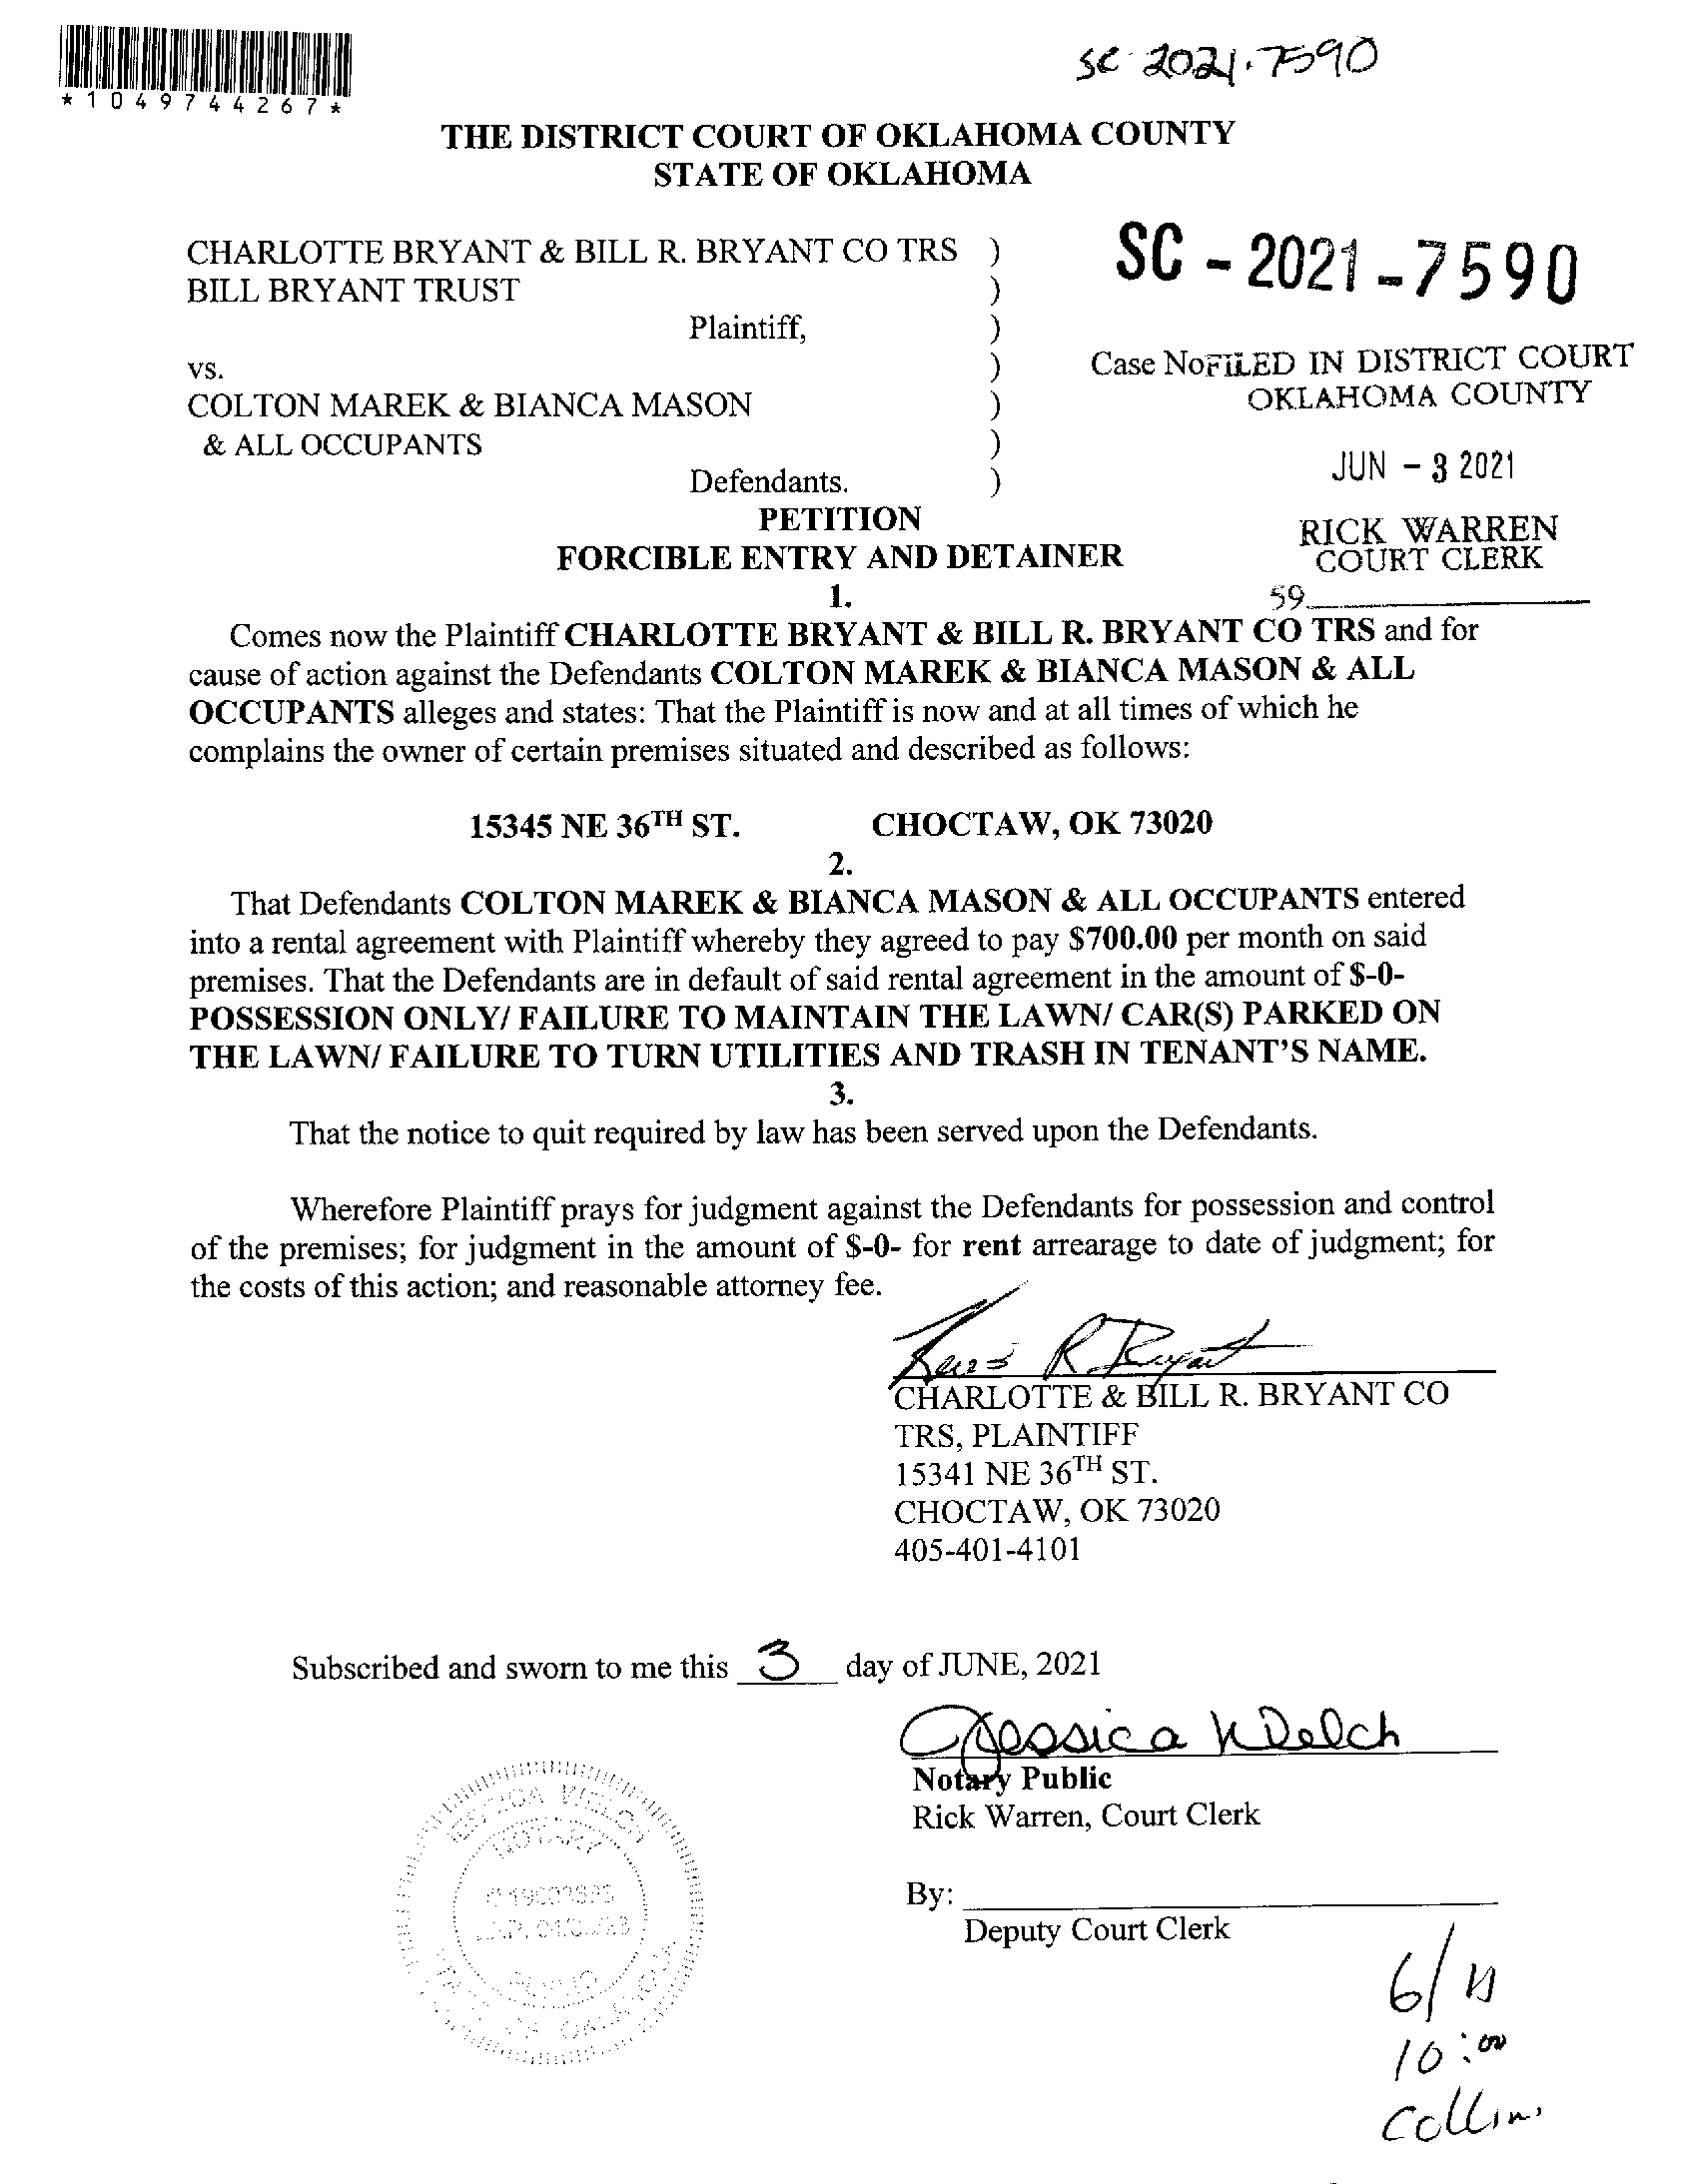 *1049744267*
SC 2021-7590
THE DISTRICT COURT OF OKLAHOMA COUNTY
STATE OF OKLAHOMA
CHARLOTTE BRYANT & BILL R. BRYANT CO TRS )
BILL BRYANT TRUST )
Plaintiff, )
vs. )
COLTON MAREK & BIANCA MASON )
& ALL OCCUPANTS )
Defendants. )
SC - 2021 - 7590
Case No
FILED IN DISTRICT COURT
OKLAHOMA COUNTY
JUN - 3 2021
RICK WARREN
COURT CLERK
59
PETITION
FORCIBLE ENTRY AND DETAINER
1.
Comes now the Plaintiff CHARLOTTE BRYANT & BILL R. BRYANT CO TRS and for
cause of action against the Defendants COLTON MAREK & BIANCA MASON & ALL
OCCUPANTS alleges and states: That the Plaintiff is now and at all times of which he
complains the owner of certain premises situated and described as follows:
15345 NE 36TH ST. CHOCTAW, OK 73020
2.
That Defendants COLTON MAREK & BIANCA MASON & ALL OCCUPANTS entered
into a rental agreement with Plaintiff whereby they agreed to pay $700.00 per month on said
premises. That the Defendants are in default of said rental agreement in the amount of $-0-
POSSESSION ONLY/ FAILURE TO MAINTAIN THE LAWN/ CAR(S) PARKED ON
THE LAWN/ FAILURE TO TURN UTILITIES AND TRASH IN TENANT'S NAME.
3.
That the notice to quit required by law has been served upon the Defendants.
Wherefore Plaintiff prays for judgment against the Defendants for possession and control
of the premises; for judgment in the amount of $-0- for rent arrearage to date of judgment; for
the costs of this action; and reasonable attorney fee.
R Bryant
CHARLOTTE & BILL R. BRYANT CO
TRS, PLAINTIFF
15341 NE 36TH ST.
CHOCTAW, OK 73020
405-401-4101
Subscribed and sworn to me this 3 day of JUNE, 2021
Jessica Welch
Notary Public
Rick Warren, Court Clerk
By:
Deputy Court Clerk
JESSICA WELCH
NOTARY
PUBLIC
6/
10:00
Collins